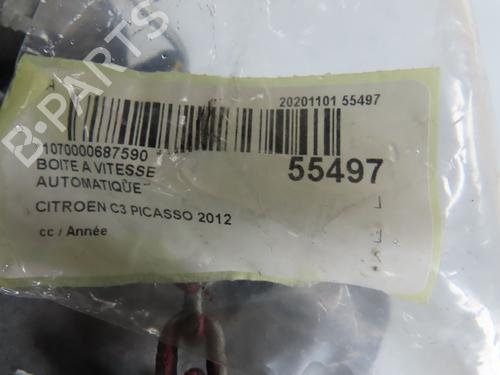 A
20201101 55497
1070000687590
BOITE A VITESSE
AUTOMATIQUE
55497
CITROEN C3 PICASSO 2012
cc / Année
B-PARTS